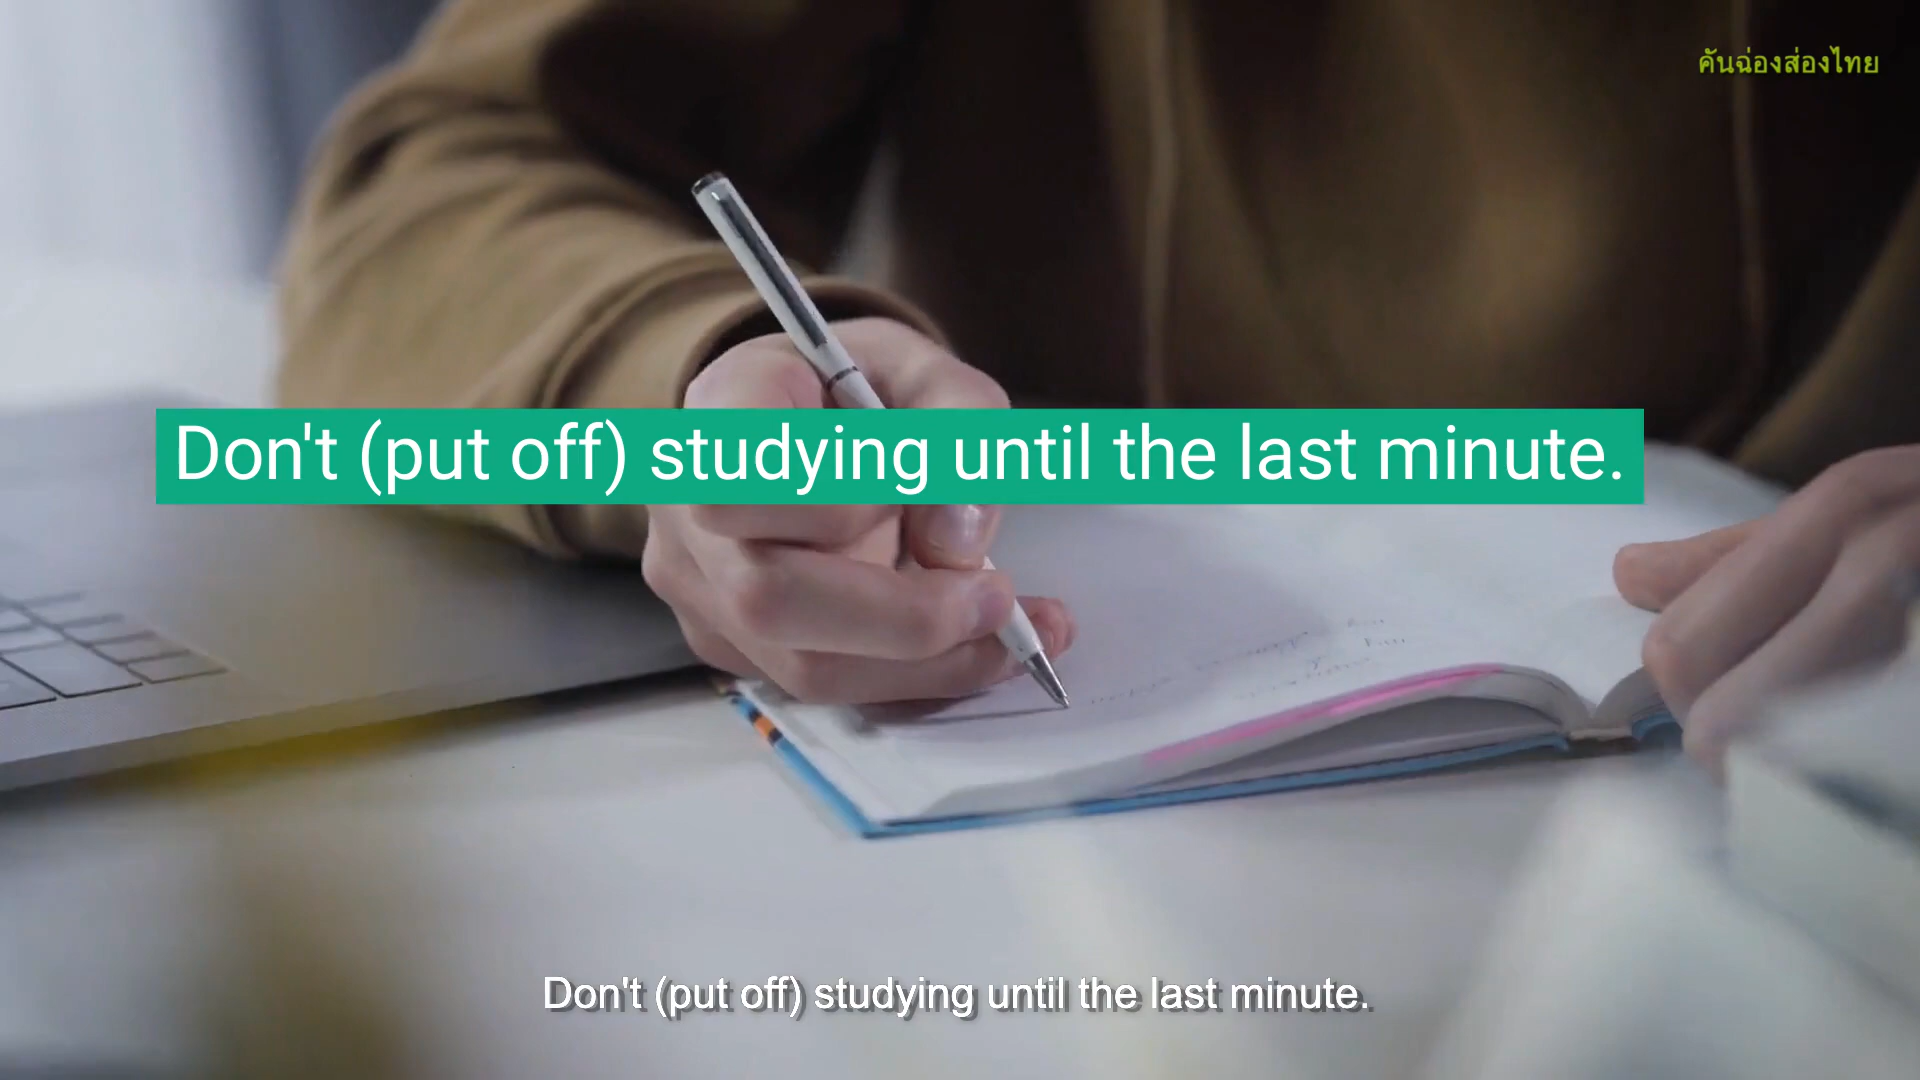 คันฉ่องส่องไทย
Don't (put off) studying until the last minute.
Don't (put off) studying until the last minute.